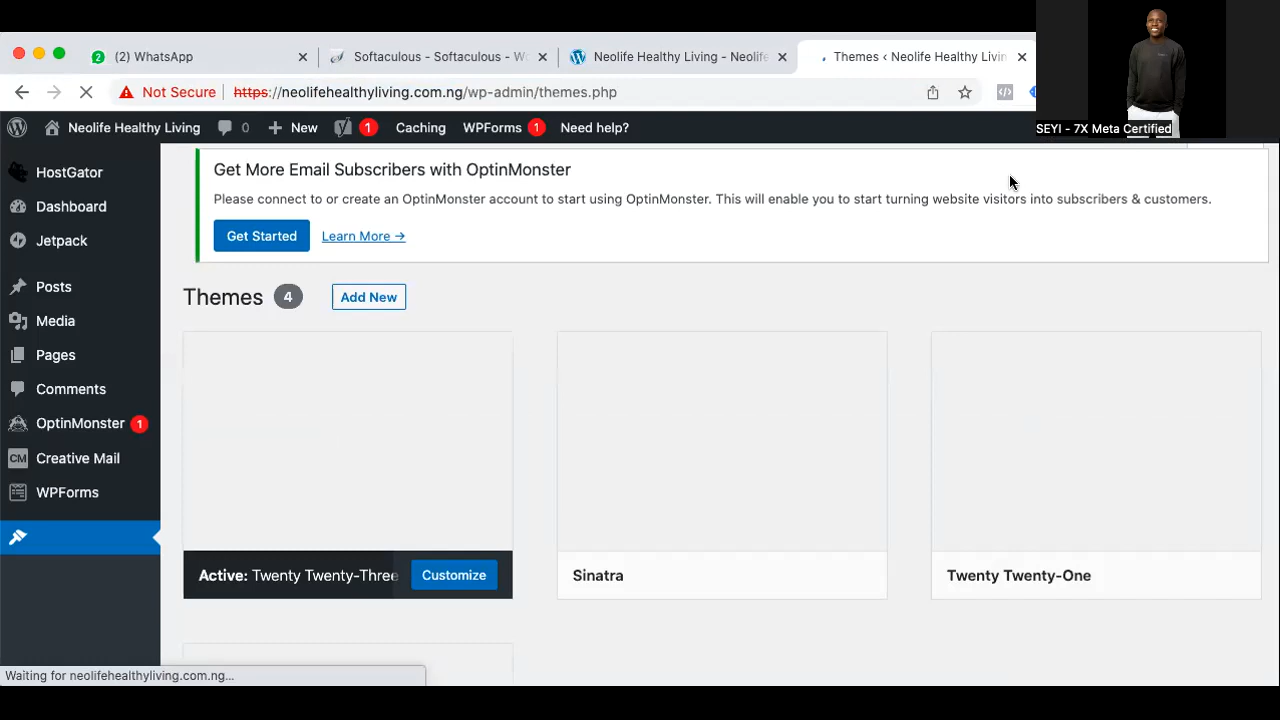 (2) WhatsApp
Softaculous - Softaculous - Wo
Neolife Healthy Living - Neolife
Themes ‹ Neolife Healthy Livin
Not Secure
https://neolifehealthyliving.com.ng/wp-admin/themes.php
SEYI - 7X Meta Certified
Neolife Healthy Living
0
New
1
Caching
WPForms 1
Need help?
HostGator
Dashboard
Jetpack
Posts
Media
Pages
Comments
OptinMonster 1
CM Creative Mail
WPForms
Get More Email Subscribers with OptinMonster
Please connect to or create an OptinMonster account to start using OptinMonster. This will enable you to start turning website visitors into subscribers & customers.
Get Started
Learn More →
Themes 4
Add New
Active: Twenty Twenty-Three
Customize
Sinatra
Twenty Twenty-One
Waiting for neolifehealthyliving.com.ng...